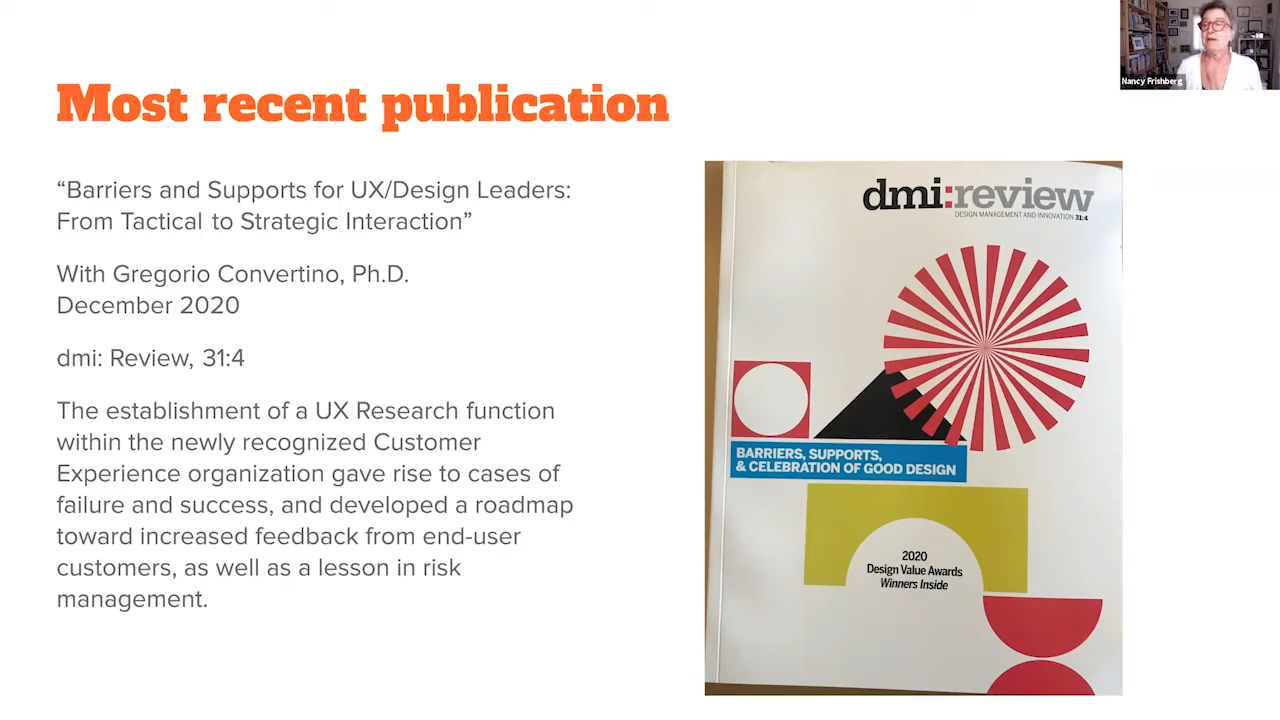 Nancy Frishberg
Most recent publication
“Barriers and Supports for UX/Design Leaders:
From Tactical to Strategic Interaction”
With Gregorio Convertino, Ph.D.
December 2020
dmi: Review, 31:4
The establishment of a UX Research function
within the newly recognized Customer
Experience organization gave rise to cases of
failure and success, and developed a roadmap
toward increased feedback from end-user
customers, as well as a lesson in risk
management.
dmi:review
DESIGN MANAGEMENT AND INNOVATION 31:4
BARRIERS, SUPPORTS,
& CELEBRATION OF GOOD DESIGN
2020
Design Value Awards
Winners Inside